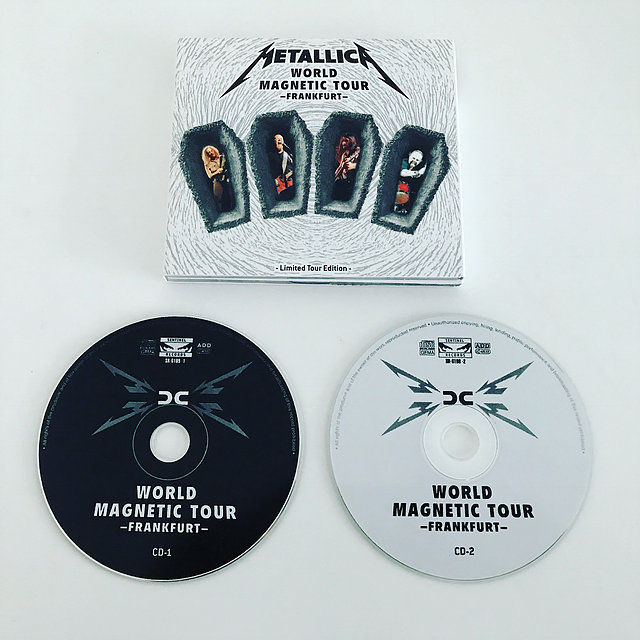 METALLICA
WORLD
MAGNETIC TOUR
–FRANKFURT–
- Limited Tour Edition -
SENTINEL
RECORDS
ADD
WORLD
MAGNETIC TOUR
–FRANKFURT–
CD-1
SENTINEL
RECORDS
ADD
WORLD
MAGNETIC TOUR
–FRANKFURT–
CD-2